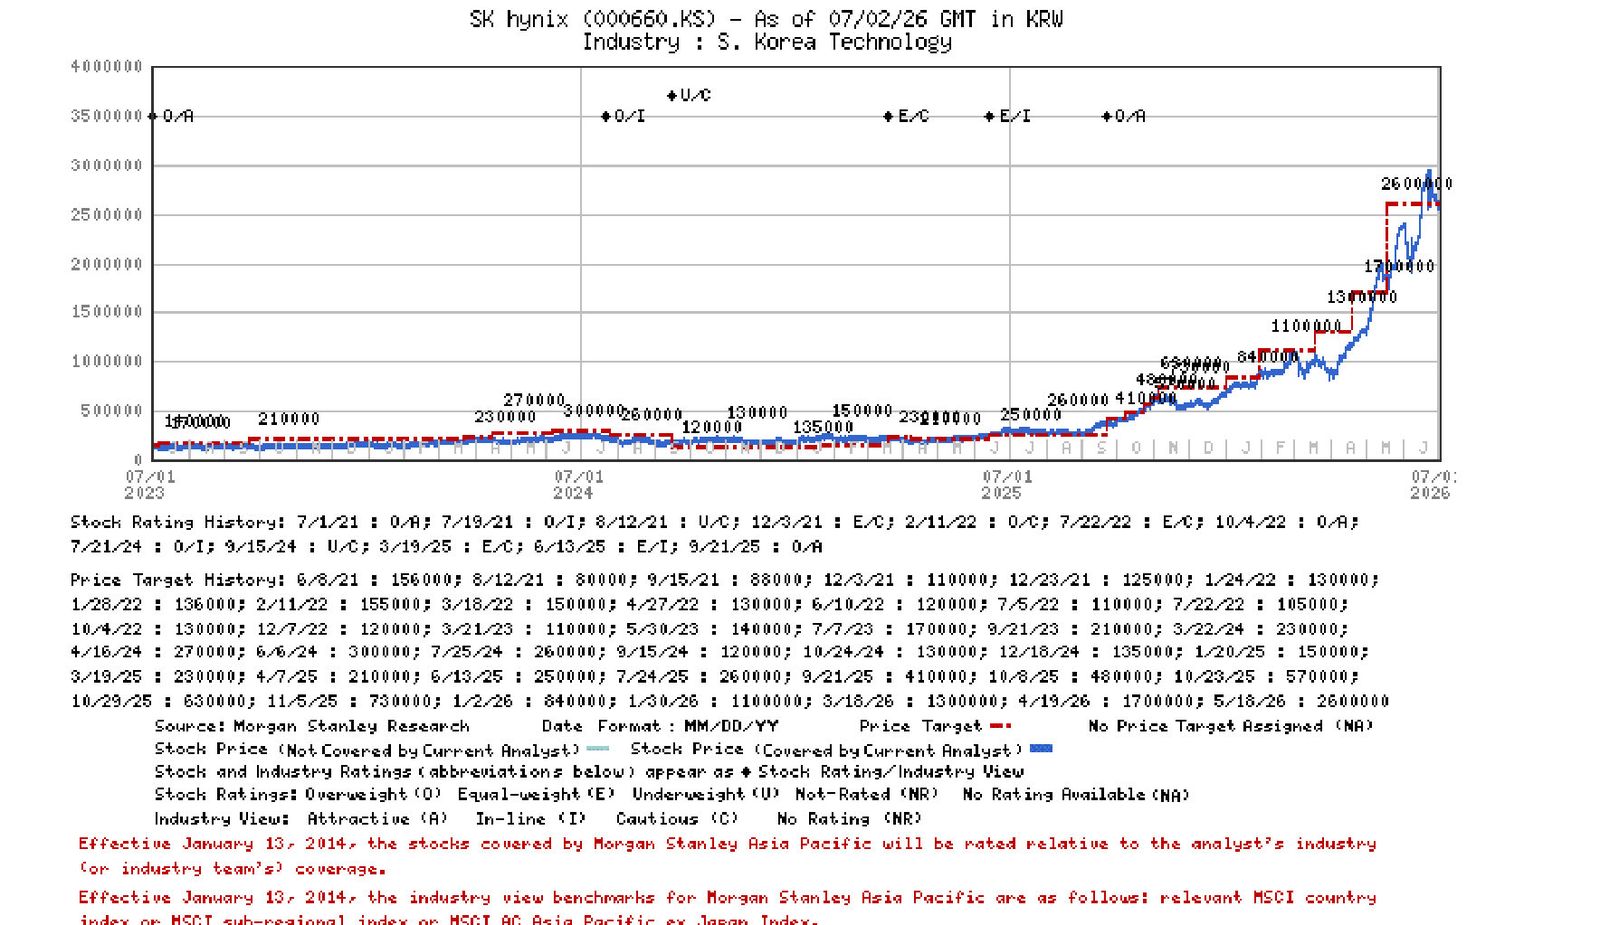 SK hynix (000660.KS) - As of 07/02/26 GMT in KRW
Industry : S. Korea Technology
4000000
U/C
3500000 O/A O/I E/C E/I O/A
3000000
2600000
2500000
2000000 1700000
1300000
1500000
1100000
1000000 840000
270000 260000 410000
500000 210000 230000 300000 260000 130000 150000 250000
170000 120000 135000
0
07/01 07/01 07/01
2023 2024 2025 2026
Stock Rating History: 7/1/21 : O/A; 7/19/21 : O/I; 8/12/21 : U/C; 12/3/21 : E/C; 2/11/22 : O/C; 7/22/22 : E/C; 10/4/22 : O/A;
7/21/24 : O/I; 9/15/24 : U/C; 3/19/25 : E/C; 6/13/25 : E/I; 9/21/25 : O/A
Price Target History: 6/8/21 : 156000; 8/12/21 : 80000; 9/15/21 : 88000; 12/3/21 : 110000; 12/23/21 : 125000; 1/24/22 : 130000;
1/28/22 : 136000; 2/11/22 : 155000; 3/18/22 : 150000; 4/27/22 : 130000; 6/10/22 : 120000; 7/5/22 : 110000; 7/22/22 : 105000;
10/4/22 : 130000; 12/7/22 : 120000; 3/21/23 : 110000; 5/30/23 : 140000; 7/7/23 : 170000; 9/21/23 : 210000; 3/22/24 : 230000;
4/16/24 : 270000; 6/6/24 : 300000; 7/25/24 : 260000; 9/15/24 : 120000; 10/24/24 : 130000; 12/18/24 : 135000; 1/20/25 : 150000;
3/19/25 : 230000; 4/7/25 : 210000; 6/13/25 : 250000; 7/24/25 : 260000; 9/21/25 : 410000; 10/8/25 : 480000; 10/23/25 : 570000;
10/29/25 : 630000; 11/5/25 : 730000; 1/2/26 : 840000; 1/30/26 : 1100000; 3/18/26 : 1300000; 4/19/26 : 1700000; 5/18/26 : 2600000
Source: Morgan Stanley Research Date Format : MM/DD/YY Price Target No Price Target Assigned (NA)
Stock Price (Not Covered by Current Analyst) Stock Price (Covered by Current Analyst)
Stock and Industry Ratings (abbreviations below) appear as ♦ Stock Rating/Industry View
Stock Ratings: Overweight (O) Equal-weight (E) Underweight (U) Not-Rated (NR) No Rating Available (NA)
Industry View: Attractive (A) In-line (I) Cautious (C) No Rating (NR)
Effective January 13, 2014, the stocks covered by Morgan Stanley Asia Pacific will be rated relative to the analyst's industry
(or industry team's) coverage.
Effective January 13, 2014, the industry view benchmarks for Morgan Stanley Asia Pacific are as follows: relevant MSCI country
index or MSCI sub-regional index or MSCI AC Asia Pacific ex Japan Index.